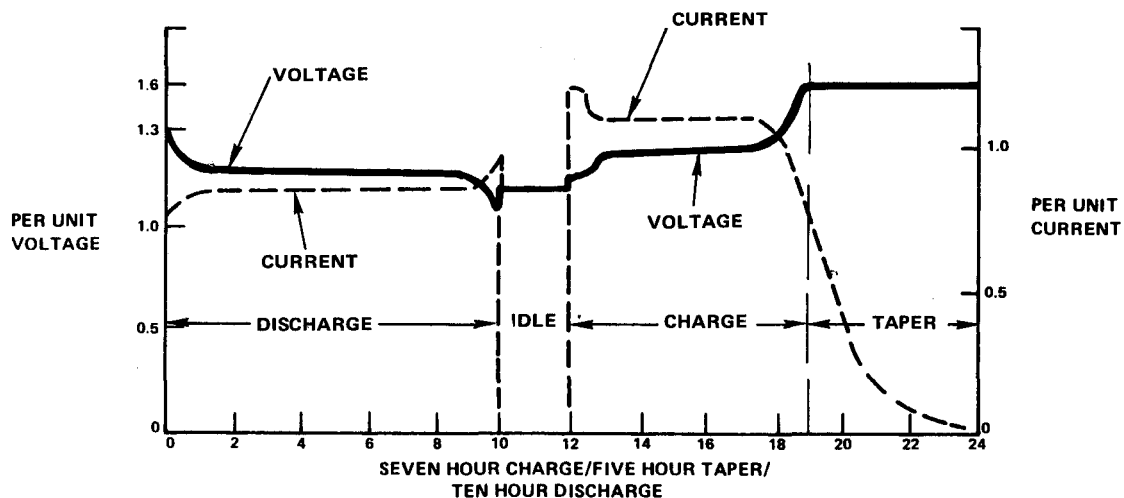 CURRENT
1.6
VOLTAGE
1.3
1.0
PER UNIT
VOLTAGE
1.0
VOLTAGE
PER UNIT
CURRENT
CURRENT
0.5
0.5
DISCHARGE
IDLE
CHARGE
TAPER
0
0
0 2 4 6 8 10 12 14 16 18 20 22 24
SEVEN HOUR CHARGE/FIVE HOUR TAPER/
TEN HOUR DISCHARGE